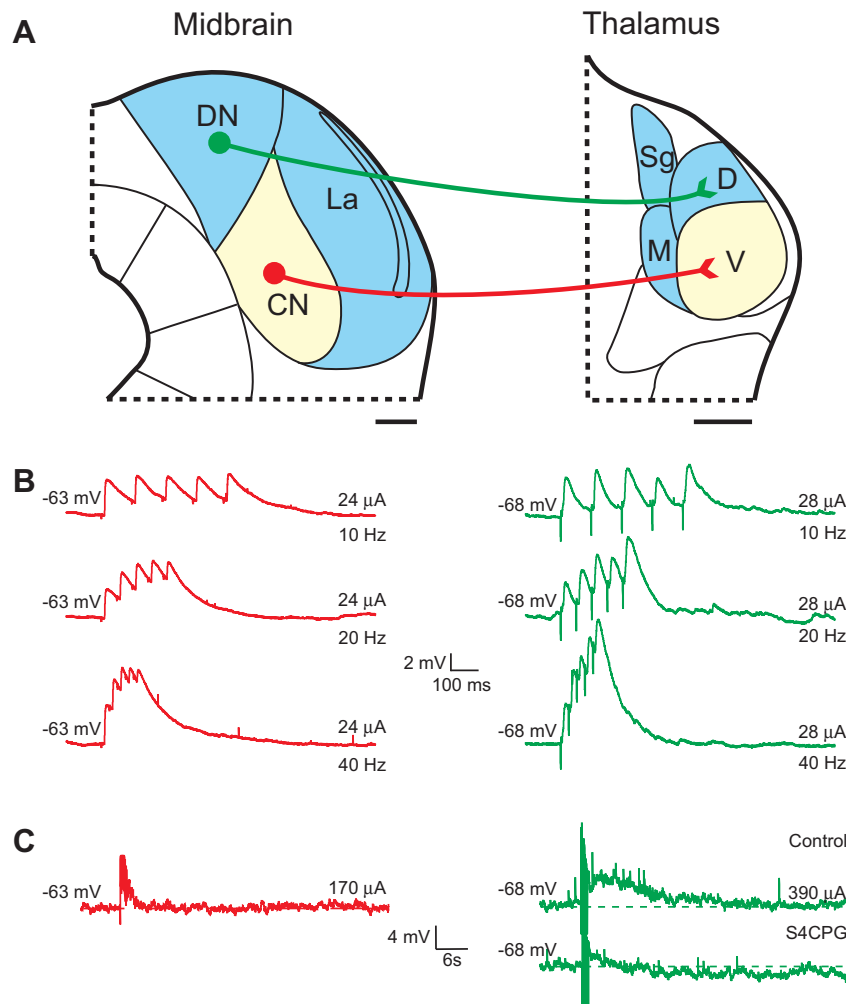 A
Midbrain
Thalamus
DN
La
CN
Sg
D
M
V
B
-63 mV
24 µA
10 Hz
-68 mV
28 µA
10 Hz
-63 mV
24 µA
20 Hz
-68 mV
28 µA
20 Hz
2 mV
100 ms
-63 mV
24 µA
40 Hz
-68 mV
28 µA
40 Hz
C
-63 mV
170 µA
Control
-68 mV
390 µA
4 mV
6s
S4CPG
-68 mV